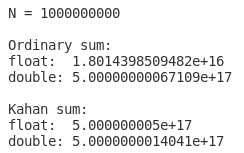 N = 1000000000
Ordinary sum:
float:  1.8014398509482e+16
double: 5.00000000067109e+17
Kahan sum:
float:  5.000000005e+17
double: 5.0000000014041e+17